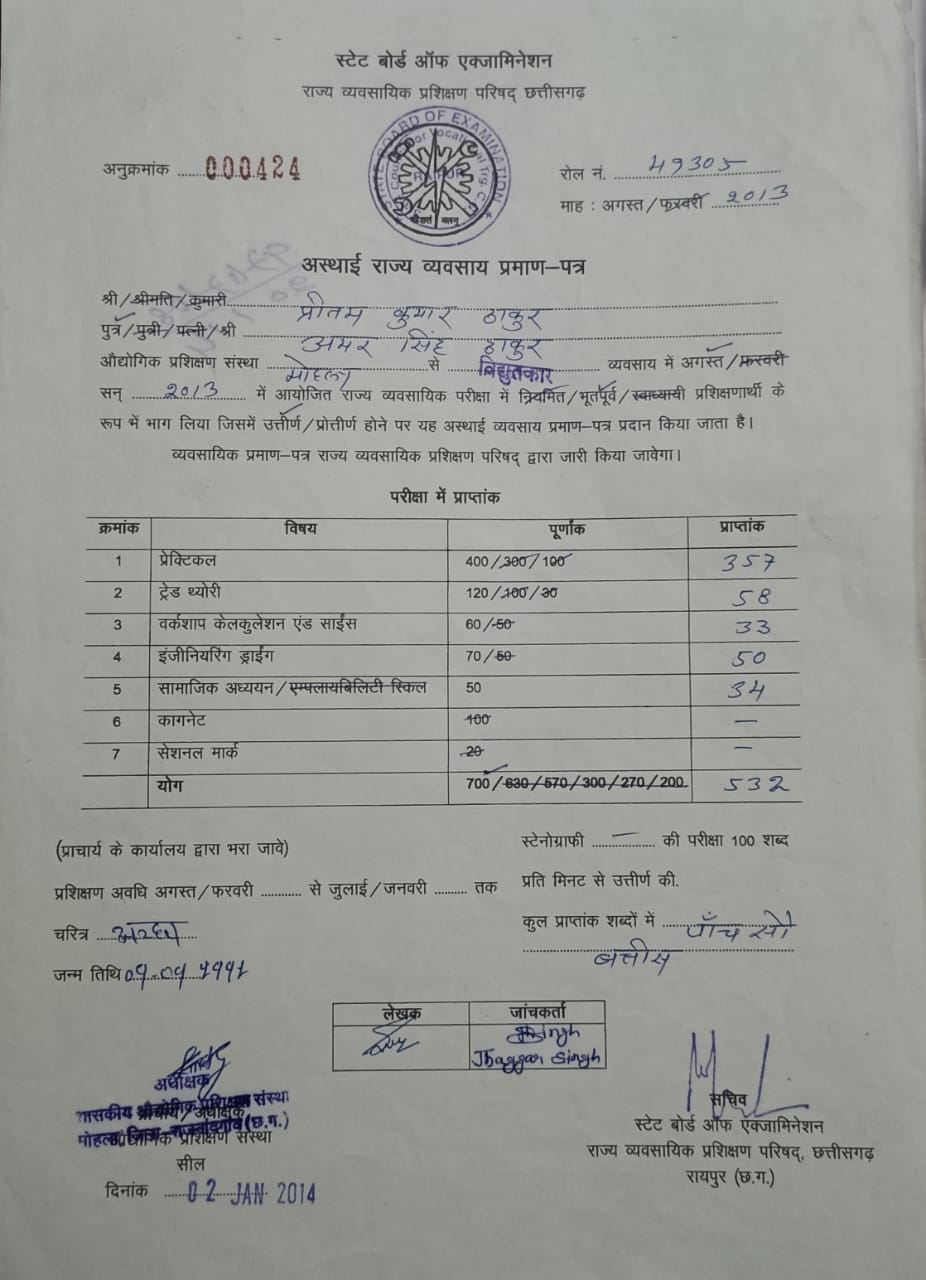 स्टेट बोर्ड ऑफ एक्जामिनेशन
राज्य व्यवसायिक प्रशिक्षण परिषद् छत्तीसगढ़
STATE BOARD OF EXAMINATION
अनुक्रमांक ........ 000424
रोल नं. 49305
माह : अगस्त/फरवरी 2013
अस्थाई राज्य व्यवसाय प्रमाण–पत्र
श्री/श्रीमति/कुमारी प्रीतम कुमार ठाकुर
पुत्र/पुत्री/पत्नी/श्री अमर सिंह ठाकुर
औद्योगिक प्रशिक्षण संस्था मोहला से विद्युतकार व्यवसाय में अगस्त/फरवरी
सन् 2013 में आयोजित राज्य व्यवसायिक परीक्षा में नियमित/भूतपूर्व/स्वाध्यायी प्रशिक्षणार्थी के
रूप में भाग लिया जिसमें उत्तीर्ण/प्रोत्तीर्ण होने पर यह अस्थाई व्यवसाय प्रमाण–पत्र प्रदान किया जाता है।
व्यवसायिक प्रमाण–पत्र राज्य व्यवसायिक प्रशिक्षण परिषद् द्वारा जारी किया जावेगा।
परीक्षा में प्राप्तांक
क्रमांक विषय पूर्णांक प्राप्तांक
1 प्रेक्टिकल 400/300/100 357
2 ट्रेड थ्योरी 120/100/30 58
3 वर्कशाप केलकुलेशन एंड साईंस 60/50 33
4 इंजीनियरिंग ड्राईंग 70/50 50
5 सामाजिक अध्ययन/एम्पलायबिलिटी स्किल 50 34
6 कागनेट 100 –
7 सेशनल मार्क 20 –
योग 700/630/570/300/270/200 532
(प्राचार्य के कार्यालय द्वारा भरा जावे)
स्टेनोग्राफी – की परीक्षा 100 शब्द
प्रशिक्षण अवधि अगस्त/फरवरी ........... से जुलाई/जनवरी ......... तक
प्रति मिनट से उत्तीर्ण की.
चरित्र अच्छा
कुल प्राप्तांक शब्दों में पाँच सौ
बत्तीस
जन्म तिथि 09-09 1991
लेखक जांचकर्ता
Jhaggar Singh
अधीक्षक
शासकीय औद्योगिक प्रशिक्षण संस्था
प्राचार्य/अधीक्षक
मोहला, जिला-राजनांदगांव (छ.ग.)
औद्योगिक प्रशिक्षण संस्था
सील
दिनांक 02 JAN 2014
सचिव
स्टेट बोर्ड ऑफ एक्जामिनेशन
राज्य व्यवसायिक प्रशिक्षण परिषद्, छत्तीसगढ़
रायपुर (छ.ग.)